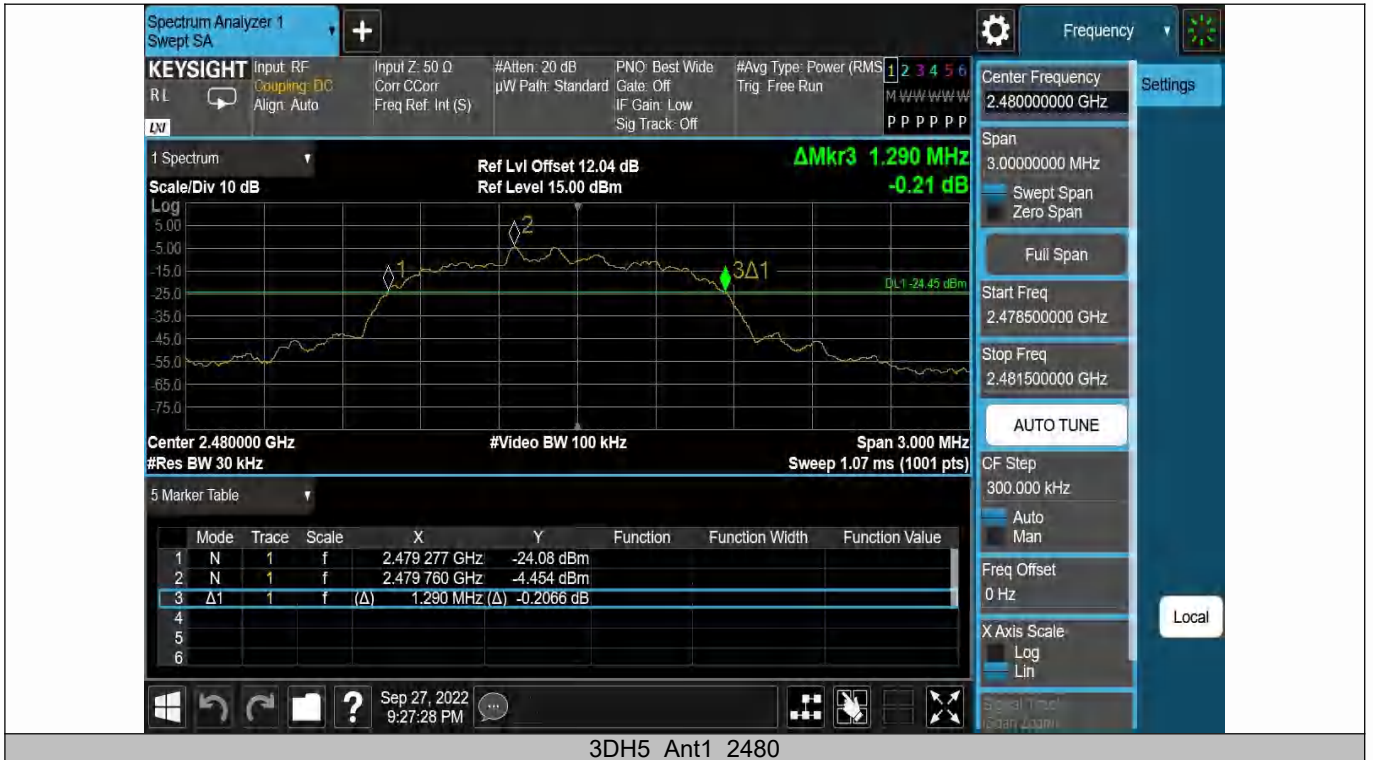 Spectrum Analyzer 1
Swept SA
+
Frequency
KEYSIGHT
RL
LXI
Input: RF
Coupling: DC
Align: Auto
Input Z: 50 Ω
Corr CCorr
Freq Ref: Int (S)
#Atten: 20 dB
µW Path: Standard
PNO: Best Wide
Gate: Off
IF Gain: Low
Sig Track: Off
#Avg Type: Power (RMS
Trig: Free Run
1 2 3 4 5 6
M W W W W W
P P P P P P
1 Spectrum
Scale/Div 10 dB
Ref Lvl Offset 12.04 dB
Ref Level 15.00 dBm
ΔMkr3 1.290 MHz
-0.21 dB
Log
5.00
-5.00
-15.0
-25.0
-35.0
-45.0
-55.0
-65.0
-75.0
1
2
3Δ1
DL1 -24.45 dBm
Center 2.480000 GHz
#Res BW 30 kHz
#Video BW 100 kHz
Span 3.000 MHz
Sweep 1.07 ms (1001 pts)
5 Marker Table
Mode Trace Scale X Y Function Function Width Function Value
1 N 1 f 2.479 277 GHz -24.08 dBm
2 N 1 f 2.479 760 GHz -4.454 dBm
3 Δ1 1 f (Δ) 1.290 MHz (Δ) -0.2066 dB
4
5
6
?
Sep 27, 2022
9:27:28 PM
Center Frequency
2.480000000 GHz
Settings
Span
3.00000000 MHz
Swept Span
Zero Span
Full Span
Start Freq
2.478500000 GHz
Stop Freq
2.481500000 GHz
AUTO TUNE
CF Step
300.000 kHz
Auto
Man
Freq Offset
0 Hz
X Axis Scale
Log
Lin
Signal Track
(Span Zoom)
Local
3DH5_Ant1_2480